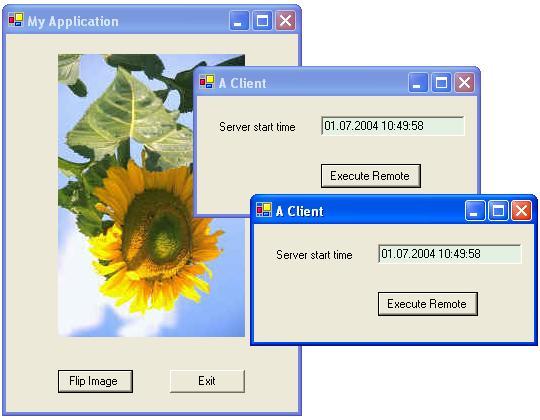 My Application
A Client
Server start time 01.07.2004 10:49:58
Execute Remote
A Client
Server start time 01.07.2004 10:49:58
Execute Remote
Flip Image Exit